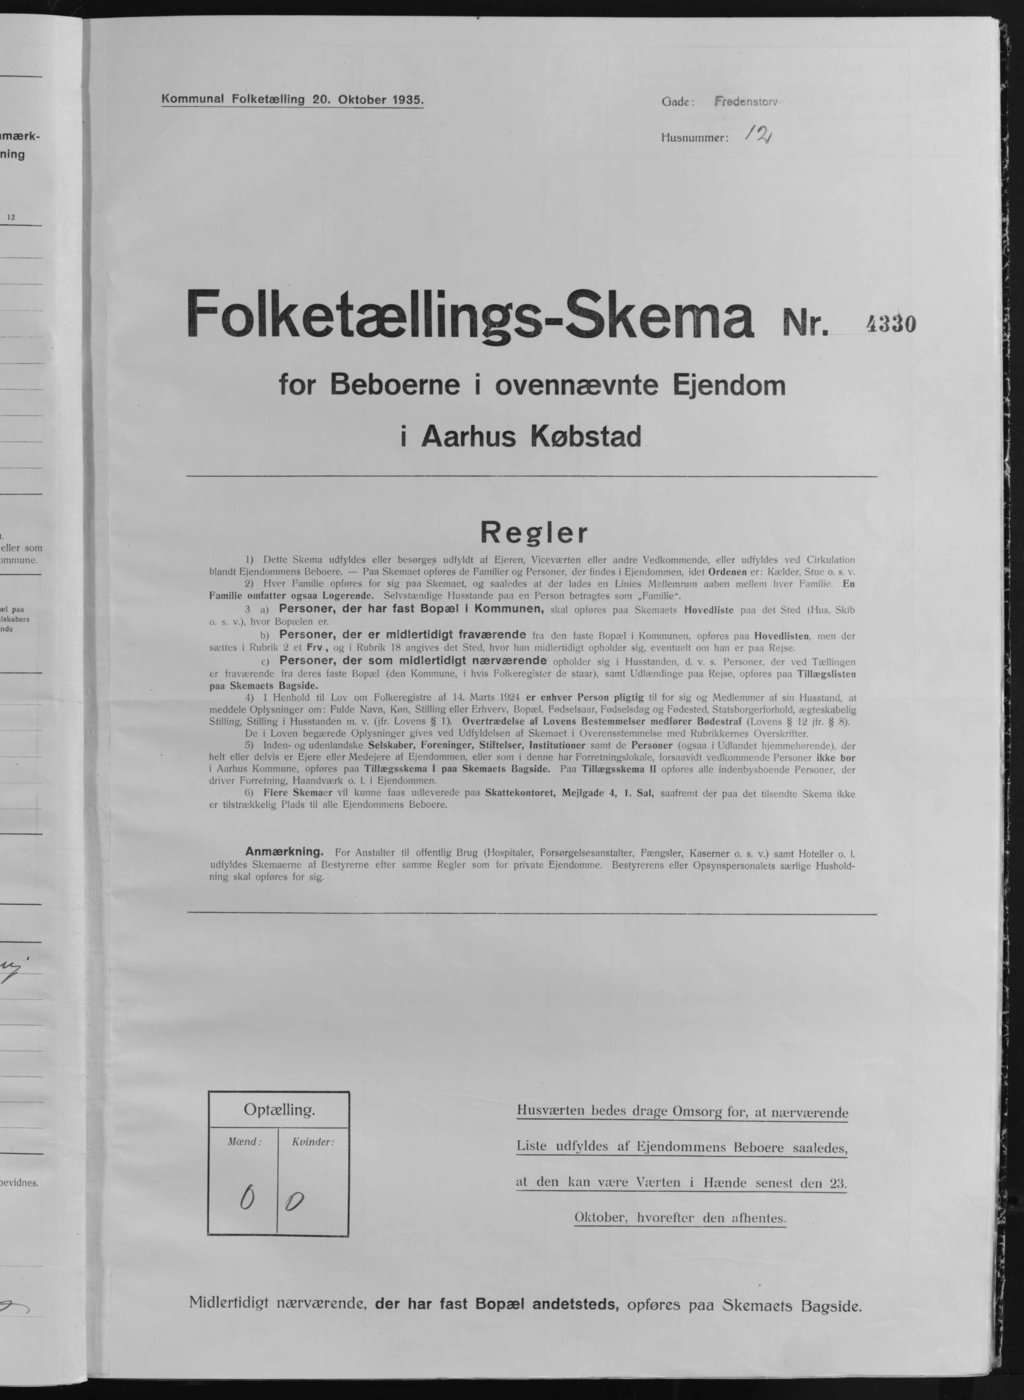 Kommunal Folketælling 20. Oktober 1935.
Gade: Fredenstorv
Husnummer: 12
mærk-
ning
12
Folketællings-Skema Nr. 4330
for Beboerne i ovennævnte Ejendom
i Aarhus Købstad
Regler
eller som
ommune.
1) Dette Skema udfyldes eller besørges udfyldt af Ejeren, Viceværten eller andre Vedkommende, eller udfyldes ved Cirkulation
blandt Ejendommens Beboere. — Paa Skemaet opføres de Familier og Personer, der findes i Ejendommen, idet Ordenen er: Kælder, Stue o. s. v.
2) Hver Familie opføres for sig paa Skemaet, og saaledes at der lades en Linies Mellemrum aaben mellem hver Familie. En
Familie omfatter ogsaa Logerende. Selvstændige Husstande paa en Person betragtes som „Familie“.
3 a) Personer, der har fast Bopæl i Kommunen, skal opføres paa Skemaets Hovedliste paa det Sted (Hus, Skib
o. s. v.), hvor Bopælen er.
b) Personer, der er midlertidigt fraværende fra den faste Bopæl i Kommunen, opføres paa Hovedlisten, men der
sættes i Rubrik 2 et Frv., og i Rubrik 18 angives det Sted, hvor han midlertidigt opholder sig, eventuelt om han er paa Rejse.
c) Personer, der som midlertidigt nærværende opholder sig i Husstanden, d. v. s. Personer, der ved Tællingen
er fraværende fra deres faste Bopæl (den Kommune, i hvis Folkeregister de staar), samt Udlændinge paa Rejse, opføres paa Tillægslisten
paa Skemaets Bagside.
4) I Henhold til Lov om Folkeregistre af 14. Marts 1924 er enhver Person pligtig til for sig og Medlemmer af sin Husstand, at
meddele Oplysninger om: Fulde Navn, Køn, Stilling eller Erhverv, Bopæl, Fødselsaar, Fødselsdag og Fødested, Statsborgerforhold, ægteskabelig
Stilling, Stilling i Husstanden m. v. (jfr. Lovens § 1). Overtrædelse af Lovens Bestemmelser medfører Bødestraf (Lovens § 12 jfr. § 8).
De i Loven begærede Oplysninger gives ved Udfyldelsen af Skemaet i Overensstemmelse med Rubrikkernes Overskrifter.
5) Inden- og udenlandske Selskaber, Foreninger, Stiftelser, Institutioner samt de Personer (ogsaa i Udlandet hjemmehørende), der
helt eller delvis er Ejere eller Medejere af Ejendommen, eller som i denne har Forretningslokale, forsaavidt vedkommende Personer ikke bor
i Aarhus Kommune, opføres paa Tillægsskema I paa Skemaets Bagside. Paa Tillægsskema II opføres alle indenbysboende Personer, der
driver Forretning, Haandværk o. l. i Ejendommen.
6) Flere Skemaer vil kunne faas udleverede paa Skattekontoret, Mejlgade 4, 1. Sal, saafremt der paa det tilsendte Skema ikke
er tilstrækkelig Plads til alle Ejendommens Beboere.
Anmærkning. For Anstalter til offentlig Brug (Hospitaler, Forsørgelsesanstalter, Fængsler, Kaserner o. s. v.) samt Hoteller o. l.
udfyldes Skemaerne af Bestyrerne efter samme Regler som for private Ejendomme. Bestyrerens eller Opsynspersonalets særlige Hushold-
ning skal opføres for sig.
Optælling.
Mænd: Kvinder:
0 0
Husværten bedes drage Omsorg for, at nærværende
Liste udfyldes af Ejendommens Beboere saaledes,
at den kan være Værten i Hænde senest den 23.
Oktober, hvorefter den afhentes.
bevidnes.
Midlertidigt nærværende, der har fast Bopæl andetsteds, opføres paa Skemaets Bagside.